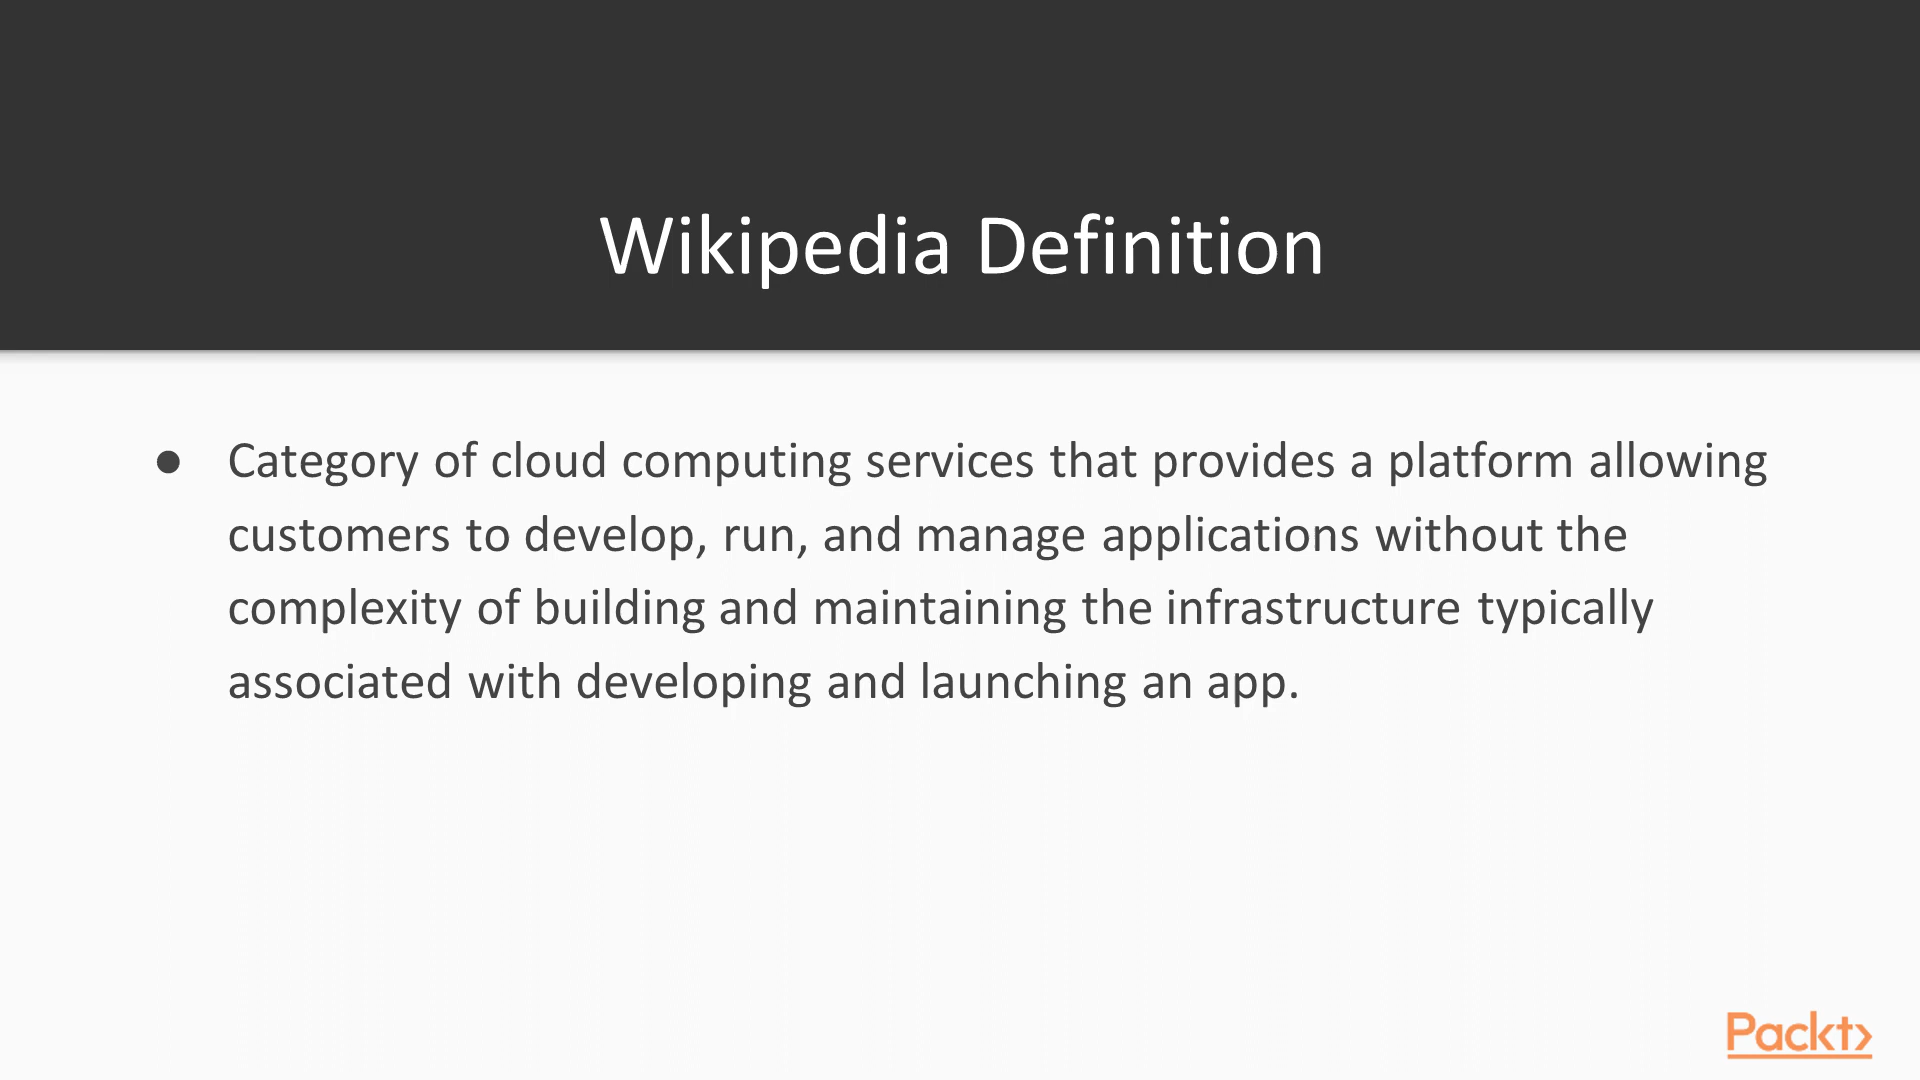 Wikipedia Definition
● Category of cloud computing services that provides a platform allowing
customers to develop, run, and manage applications without the
complexity of building and maintaining the infrastructure typically
associated with developing and launching an app.
Packt>